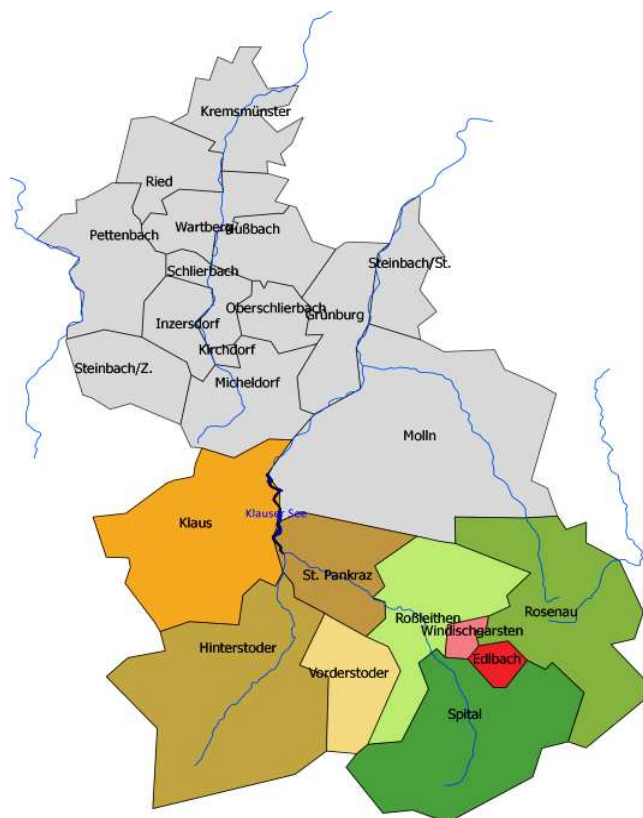 Kremsmünster
Ried
Wartberg
Nußbach
Pettenbach
Schlierbach
Steinbach/St.
Oberschlierbach
Grünburg
Inzersdorf
Kirchdorf
Steinbach/Z.
Micheldorf
Molln
Klauser See
Klaus
St. Pankraz
Roßleithen
Rosenau
Windischgarsten
Hinterstoder
Edlbach
Vorderstoder
Spital